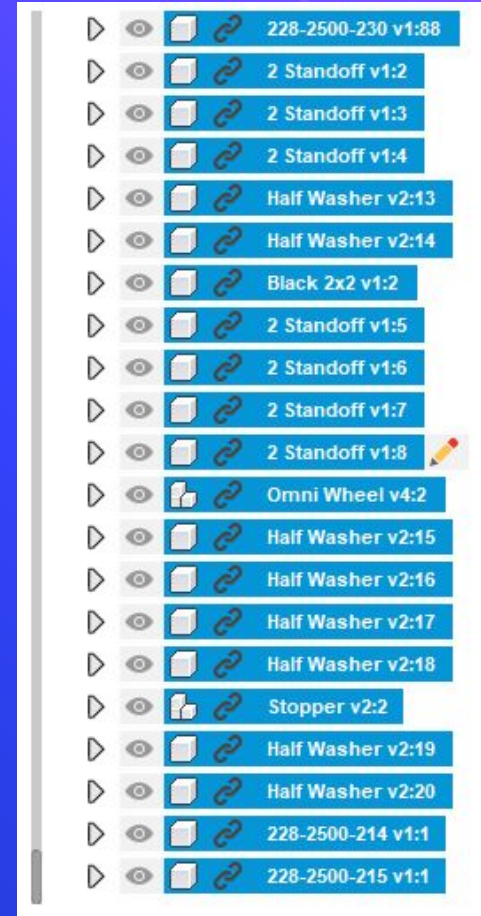 228-2500-230 v1:88
2 Standoff v1:2
2 Standoff v1:3
2 Standoff v1:4
Half Washer v2:13
Half Washer v2:14
Black 2x2 v1:2
2 Standoff v1:5
2 Standoff v1:6
2 Standoff v1:7
2 Standoff v1:8
Omni Wheel v4:2
Half Washer v2:15
Half Washer v2:16
Half Washer v2:17
Half Washer v2:18
Stopper v2:2
Half Washer v2:19
Half Washer v2:20
228-2500-214 v1:1
228-2500-215 v1:1